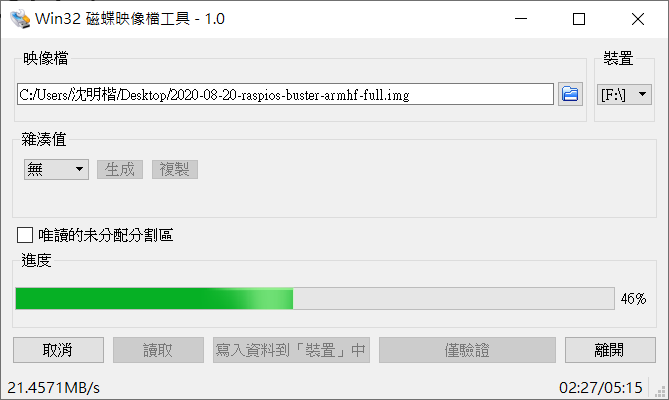 Win32 磁蝶映像檔工具 - 1.0
映像檔
裝置
C:/Users/沈明楷/Desktop/2020-08-20-raspios-buster-armhf-full.img
[F:\]
雜湊值
無
生成
複製
唯讀的未分配分割區
進度
46%
取消
讀取
寫入資料到「裝置」中
僅驗證
離開
21.4571MB/s
02:27/05:15